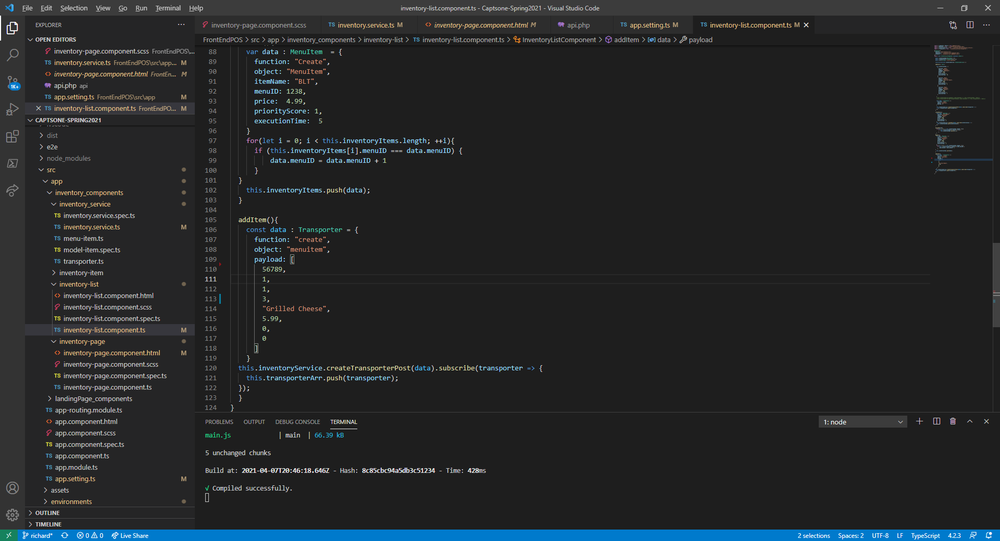 File Edit Selection View Go Run Terminal Help
inventory-list.component.ts - Captsone-Spring2021 - Visual Studio Code
EXPLORER
OPEN EDITORS
inventory-page.component.scss FrontEndPOS\...
TS inventory.service.ts FrontEndPOS\src\app... M
<> inventory-page.component.html FrontEn... M
api.php api
TS app.setting.ts FrontEndPOS\src\app M
TS inventory-list.component.ts FrontEndPO... M
1K+
CAPTSONE-SPRING2021
dist
e2e
node_modules
src
app
inventory_components
inventory_service
TS inventory.service.spec.ts
TS inventory.service.ts M
TS menu-item.ts
TS model-item.spec.ts
TS transporter.ts
inventory-item
inventory-list
<> inventory-list.component.html
inventory-list.component.scss
TS inventory-list.component.spec.ts
TS inventory-list.component.ts M
inventory-page
<> inventory-page.component.html M
inventory-page.component.scss
TS inventory-page.component.spec.ts
TS inventory-page.component.ts
landingPage_components
TS app-routing.module.ts
<> app.component.html
app.component.scss
TS app.component.spec.ts
TS app.component.ts
TS app.module.ts
TS app.setting.ts M
assets
environments
OUTLINE
TIMELINE
inventory-page.component.scss TS inventory.service.ts M <> inventory-page.component.html M api.php TS app.setting.ts M TS inventory-list.component.ts M
FrontEndPOS > src > app > inventory_components > inventory-list > TS inventory-list.component.ts > InventoryListComponent > addItem > data > payload
88 var data : MenuItem = {
89 function: "Create",
90 object: "MenuItem",
91 itemName: "BLT",
92 menuID: 1238,
93 price: 4.99,
94 priorityScore: 1,
95 executionTime: 5
96 }
97 for(let i = 0; i < this.inventoryItems.length; ++i){
98 if (this.inventoryItems[i].menuID === data.menuID) {
99 data.menuID = data.menuID + 1
100 }
101 }
102 this.inventoryItems.push(data);
103 }
104
105 addItem(){
106 const data : Transporter = {
107 function: "create",
108 object: "menuitem",
109 payload: [
110 56789,
111 1,
112 1,
113 3,
114 "Grilled Cheese",
115 5.99,
116 0,
117 0
118 ]
119 }
120 this.inventoryService.createTransporterPost(data).subscribe(transporter => {
121 this.transporterArr.push(transporter);
122 });
123 }
124 }
PROBLEMS OUTPUT DEBUG CONSOLE TERMINAL
1: node
main.js | main | 66.39 kB
5 unchanged chunks
Build at: 2021-04-07T20:46:18.646Z - Hash: 8c85cbc94a5db3c51234 - Time: 428ms
√ Compiled successfully.
richard* 0 0 Live Share
2 selections Spaces: 2 UTF-8 LF TypeScript 4.2.3